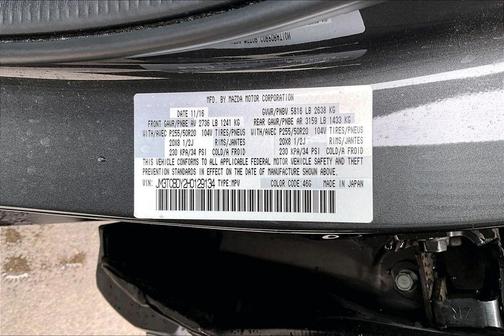 MFD. BY MAZDA MOTOR CORPORATION
DATE 11/16 GVWR/PNBV 5816 LB 2638 KG
FRONT GAWR/PNBE AV 2736 LB 1241 KG REAR GAWR/PNBE AR 3159 LB 1433 KG
WITH/AVEC P255/50R20 104V TIRES/PNEUS WITH/AVEC P255/50R20 104V TIRES/PNEUS
20X8 1/2J RIMS/JANTES 20X8 1/2J RIMS/JANTES
230 KPA/34 PSI COLD/A FROID 230 KPA/34 PSI COLD/A FROID
THIS VEHICLE CONFORMS TO ALL APPLICABLE FEDERAL MOTOR VEHICLE SAFETY AND THEFT
PREVENTION STANDARDS IN EFFECT ON THE DATE OF MANUFACTURE SHOWN ABOVE.
VIN: JM3TCBDY2H0129134 TYPE:MPV COLOR CODE:46G MADE IN JAPAN